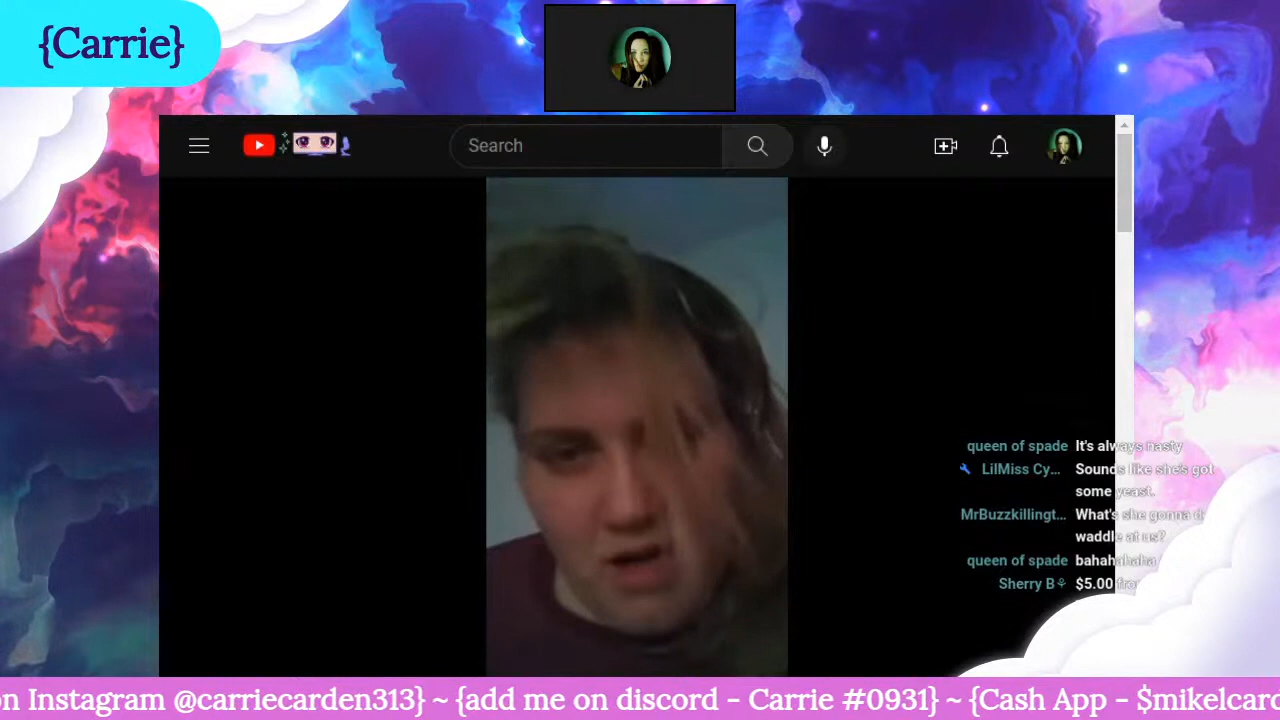 {Carrie}
Search
queen of spade It's always nasty
LilMiss Cy... Sounds like she's got
some yeast.
MrBuzzkillingt... What's she gonna
waddle at us?
queen of spade bahahahaha
Sherry B $5.00
on Instagram @carriecarden313} ~ {add me on discord - Carrie #0931} ~ {Cash App - $mikelcard